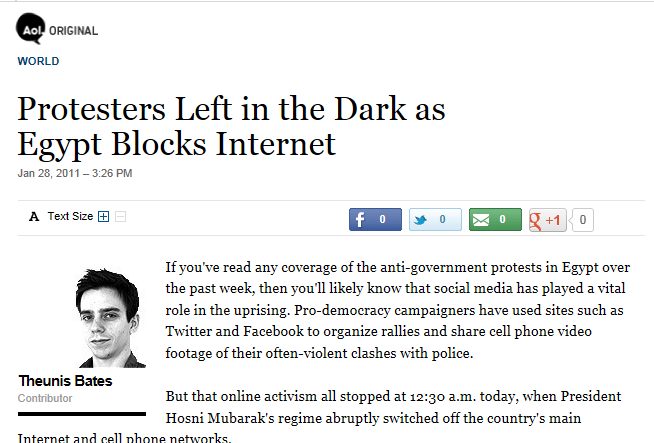 Aol. ORIGINAL
WORLD
Protesters Left in the Dark as
Egypt Blocks Internet
Jan 28, 2011 – 3:26 PM
A Text Size
f 0 0 0 g +1 0
If you've read any coverage of the anti-government protests in Egypt over
the past week, then you'll likely know that social media has played a vital
role in the uprising. Pro-democracy campaigners have used sites such as
Twitter and Facebook to organize rallies and share cell phone video
footage of their often-violent clashes with police.
Theunis Bates
Contributor
But that online activism all stopped at 12:30 a.m. today, when President
Hosni Mubarak's regime abruptly switched off the country's main
Internet and cell phone networks.